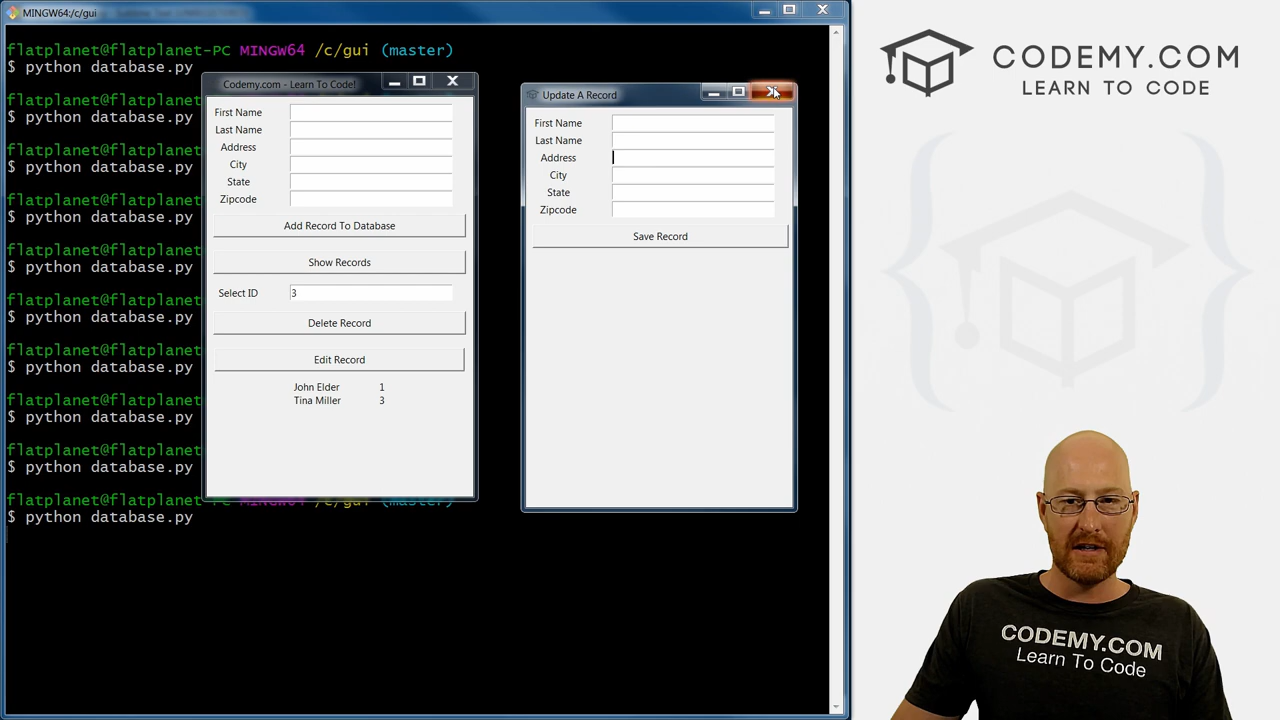 MINGW64:/c/gui
flatplanet@flatplanet-PC MINGW64 /c/gui (master)
$ python database.py
flatplanet@flatplanet
$ python database.py
flatplanet@flatplanet
$ python database.py
flatplanet@flatplanet
$ python database.py
flatplanet@flatplanet
$ python database.py
flatplanet@flatplanet
$ python database.py
flatplanet@flatplanet
$ python database.py
flatplanet@flatplanet
$ python database.py
flatplanet@flatplanet
$ python database.py
flatplanet@flatplanet-PC MINGW64 /c/gui (master)
$ python database.py
Codemy.com - Learn To Code!
First Name
Last Name
Address
City
State
Zipcode
Add Record To Database
Show Records
Select ID 3
Delete Record
Edit Record
John Elder 1
Tina Miller 3
Update A Record
First Name
Last Name
Address
City
State
Zipcode
Save Record
CODEMY.COM
LEARN TO CODE
CODEMY.COM
Learn To Code